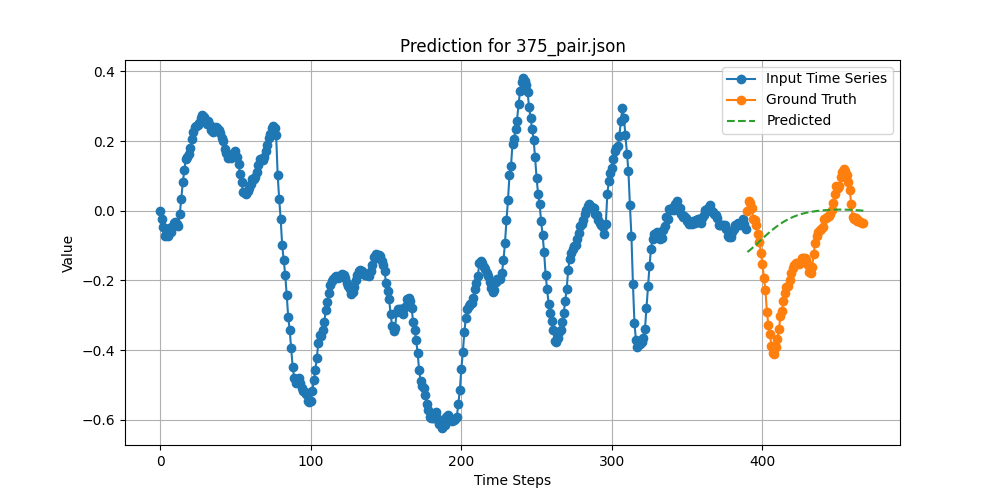 Prediction for 375_pair.json
Input Time Series
Ground Truth
Predicted
0.4
0.2
0.0
−0.2
−0.4
−0.6
Value
0
100
200
300
400
Time Steps